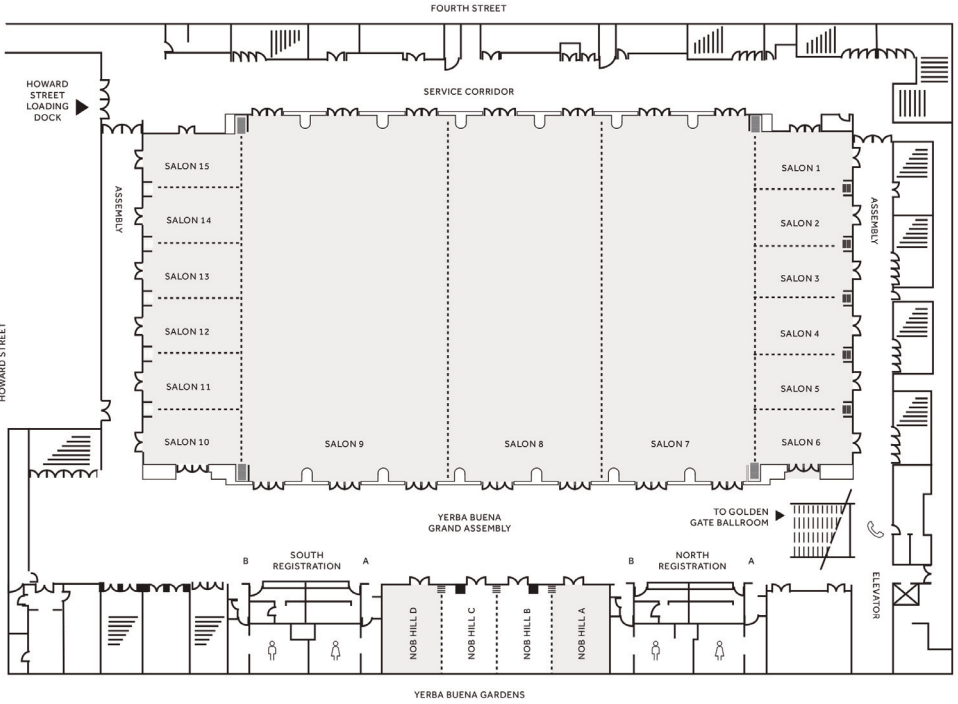 FOURTH STREET
HOWARD
STREET
LOADING
DOCK
SERVICE CORRIDOR
SALON 15
SALON 1
ASSEMBLY
SALON 14
SALON 2
ASSEMBLY
SALON 13
SALON 3
SALON 12
SALON 4
HOWARD STREET
SALON 11
SALON 5
SALON 10
SALON 9
SALON 8
SALON 7
SALON 6
YERBA BUENA
GRAND ASSEMBLY
TO GOLDEN
GATE BALLROOM
B
SOUTH
REGISTRATION
A
B
NORTH
REGISTRATION
A
ELEVATOR
NOB HILL D
NOB HILL C
NOB HILL B
NOB HILL A
YERBA BUENA GARDENS